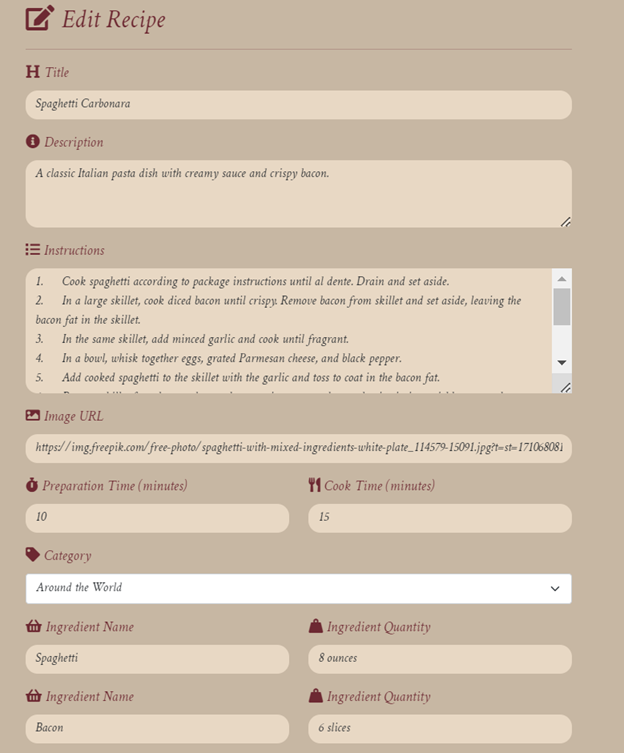 Edit Recipe
Title
Spaghetti Carbonara
Description
A classic Italian pasta dish with creamy sauce and crispy bacon.
Instructions
1. Cook spaghetti according to package instructions until al dente. Drain and set aside.
2. In a large skillet, cook diced bacon until crispy. Remove bacon from skillet and set aside, leaving the
bacon fat in the skillet.
3. In the same skillet, add minced garlic and cook until fragrant.
4. In a bowl, whisk together eggs, grated Parmesan cheese, and black pepper.
5. Add cooked spaghetti to the skillet with the garlic and toss to coat in the bacon fat.
Image URL
https://img.freepik.com/free-photo/spaghetti-with-mixed-ingredients-white-plate_114579-15091.jpg?t=st=171068081
Preparation Time (minutes) Cook Time (minutes)
10 15
Category
Around the World
Ingredient Name Ingredient Quantity
Spaghetti 8 ounces
Ingredient Name Ingredient Quantity
Bacon 6 slices